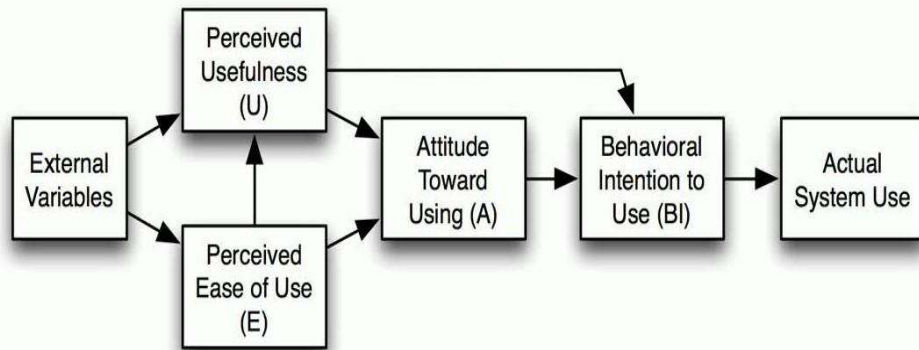 External
Variables
Perceived
Usefulness
(U)
Perceived
Ease of Use
(E)
Attitude
Toward
Using (A)
Behavioral
Intention to
Use (BI)
Actual
System Use